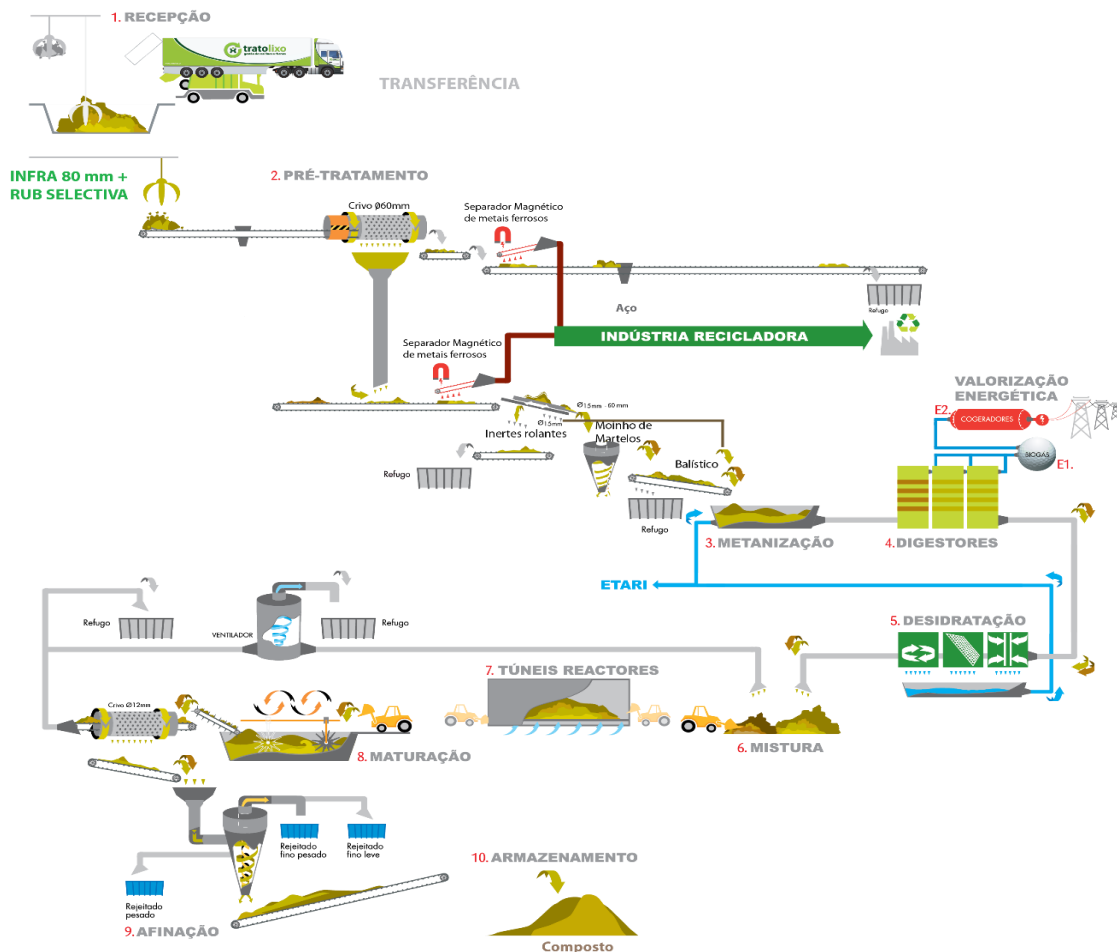 1. RECEPÇÃO
tratolixo
TRANSFERÊNCIA
INFRA 80 mm +
RUB SELECTIVA
2. PRÉ-TRATAMENTO
Crivo Ø60mm
Separador Magnético
de metais ferrosos
Refugo
Aço
INDÚSTRIA RECICLADORA
Separador Magnético
de metais ferrosos
Ø15mm - 60 mm
Ø15mm
Inertes rolantes
Moinho de
Martelos
Refugo
Balístico
Refugo
VALORIZAÇÃO
ENERGÉTICA
E2.
COGERADORES
BIOGÁS
E1.
3. METANIZAÇÃO
4. DIGESTORES
ETARI
5. DESIDRATAÇÃO
Refugo
VENTILADOR
Refugo
7. TÚNEIS REACTORES
Crivo Ø12mm
8. MATURAÇÃO
6. MISTURA
Rejeitado
fino pesado
Rejeitado
fino leve
Rejeitado
pesado
9. AFINAÇÃO
10. ARMAZENAMENTO
Composto